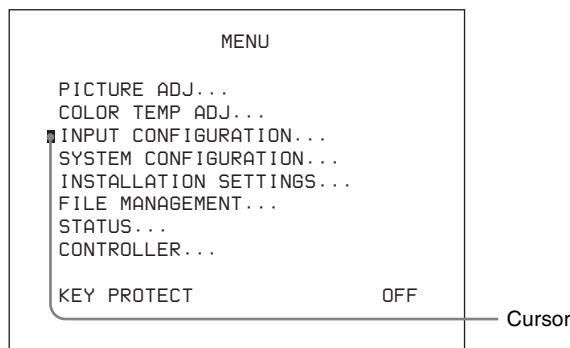 MENU
PICTURE ADJ...
COLOR TEMP ADJ...
INPUT CONFIGURATION...
SYSTEM CONFIGURATION...
INSTALLATION SETTINGS...
FILE MANAGEMENT...
STATUS...
CONTROLLER...
KEY PROTECT OFF
Cursor